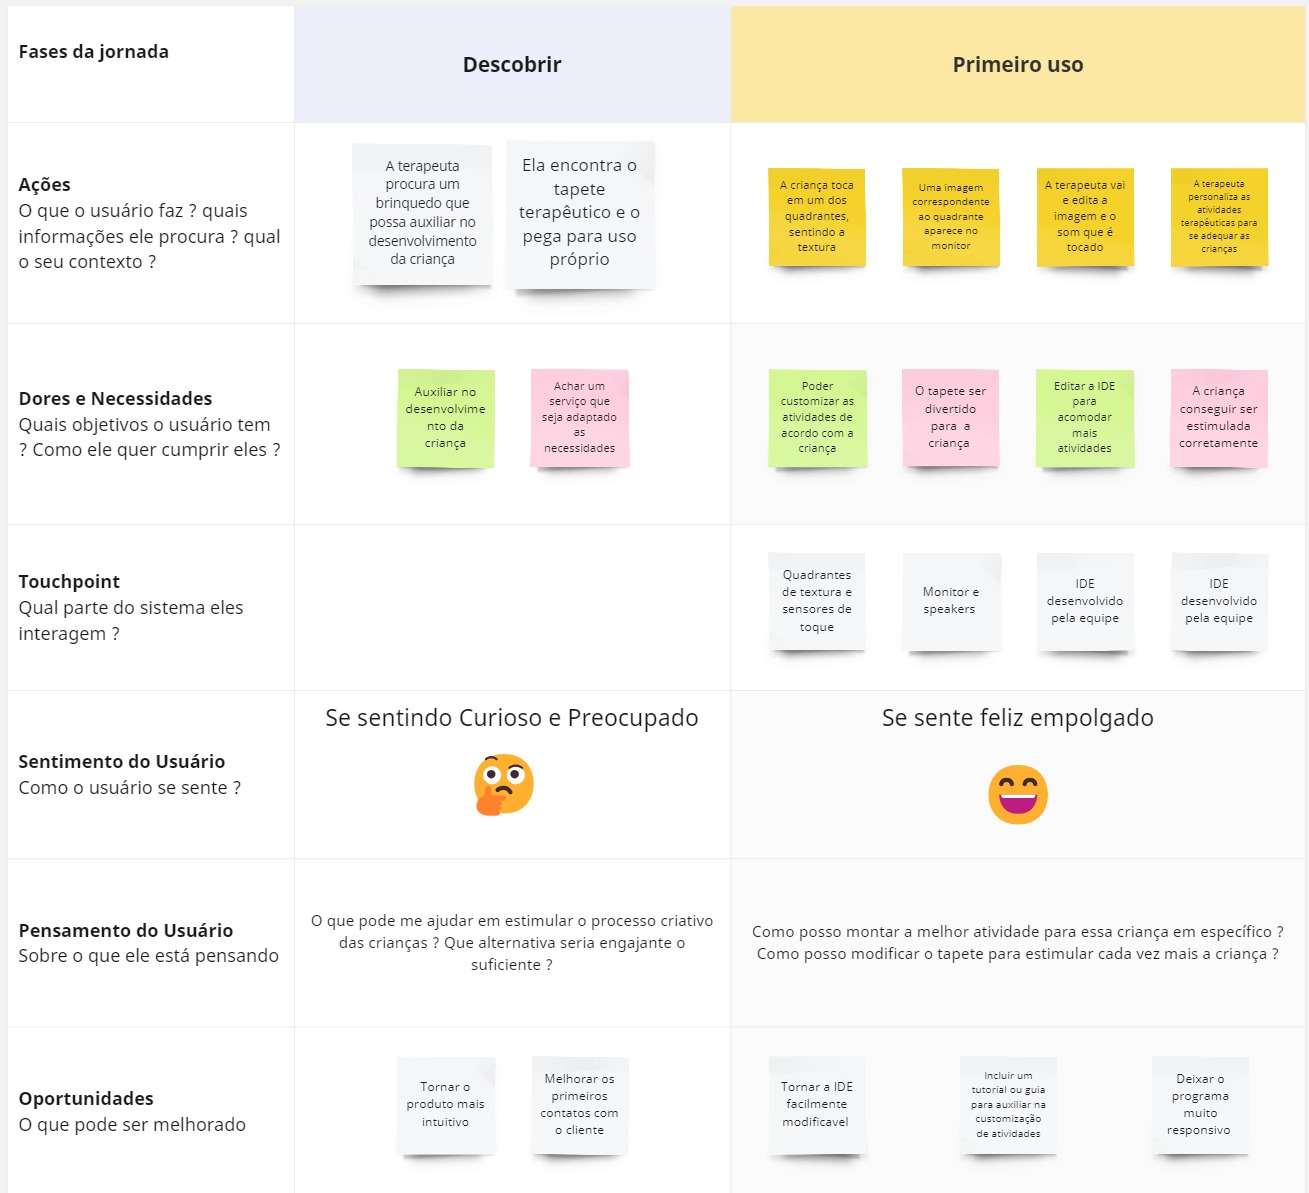 Fases da jornada
Descobrir
Primeiro uso
Ações
O que o usuário faz ? quais
informações ele procura ? qual
o seu contexto ?
A terapeuta
procura um
brinquedo que
possa auxiliar no
desenvolvimento
da criança
Ela encontra o
tapete
terapêutico e o
pega para uso
próprio
A criança toca
em um dos
quadrantes,
sentindo a
textura
Uma imagem
correspondente
ao quadrante
aparece no
monitor
A terapeuta vai
e edita a
imagem e o
som que é
tocado
A terapeuta
personaliza as
atividades
terapêuticas para
se adequar as
crianças
Dores e Necessidades
Quais objetivos o usuário tem
? Como ele quer cumprir eles ?
Auxiliar no
desenvolvime
nto da
criança
Achar um
serviço que
seja adaptado
as
necessidades
Poder
customizar as
atividades de
acordo com a
criança
O tapete ser
divertido
para a
criança
Editar a IDE
para
acomodar
mais
atividades
A criança
conseguir ser
estimulada
corretamente
Touchpoint
Qual parte do sistema eles
interagem ?
Quadrantes
de textura e
sensores de
toque
Monitor e
speakers
IDE
desenvolvido
pela equipe
IDE
desenvolvido
pela equipe
Sentimento do Usuário
Como o usuário se sente ?
Se sentindo Curioso e Preocupado
Se sente feliz empolgado
Pensamento do Usuário
Sobre o que ele está pensando
O que pode me ajudar em estimular o processo criativo
das crianças ? Que alternativa seria engajante o
suficiente ?
Como posso montar a melhor atividade para essa criança em específico ?
Como posso modificar o tapete para estimular cada vez mais a criança ?
Oportunidades
O que pode ser melhorado
Tornar o
produto mais
intuitivo
Melhorar os
primeiros
contatos com
o cliente
Tornar a IDE
facilmente
modificavel
Incluir um
tutorial ou guia
para auxiliar na
customização
de atividades
Deixar o
programa
muito
responsivo